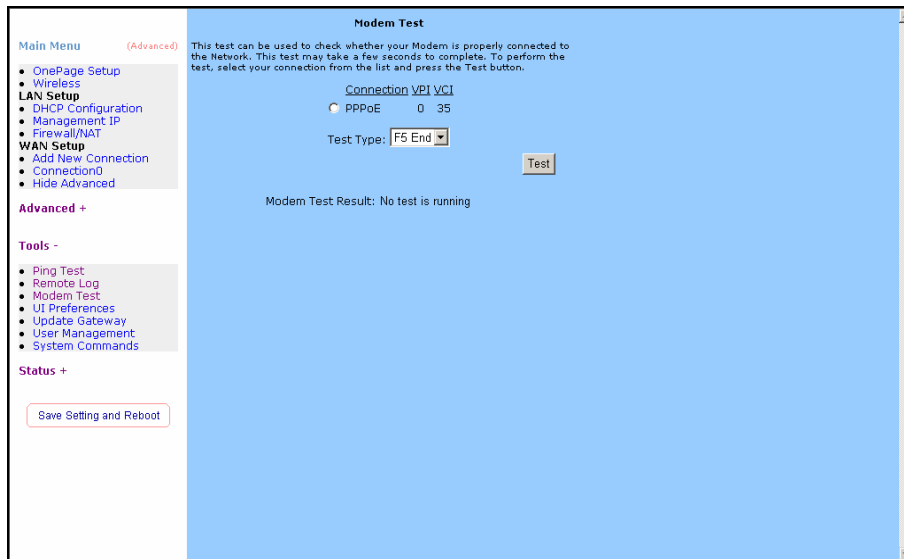 Modem Test
Main Menu (Advanced)
• OnePage Setup
• Wireless
LAN Setup
• DHCP Configuration
• Management IP
• Firewall/NAT
WAN Setup
• Add New Connection
• Connection0
• Hide Advanced
Advanced +
Tools -
• Ping Test
• Remote Log
• Modem Test
• UI Preferences
• Update Gateway
• User Management
• System Commands
Status +
Save Setting and Reboot
This test can be used to check whether your Modem is properly connected to
the Network. This test may take a few seconds to complete. To perform the
test, select your connection from the list and press the Test button.
Connection VPI VCI
PPPoE 0 35
Test Type: F5 End
Test
Modem Test Result: No test is running